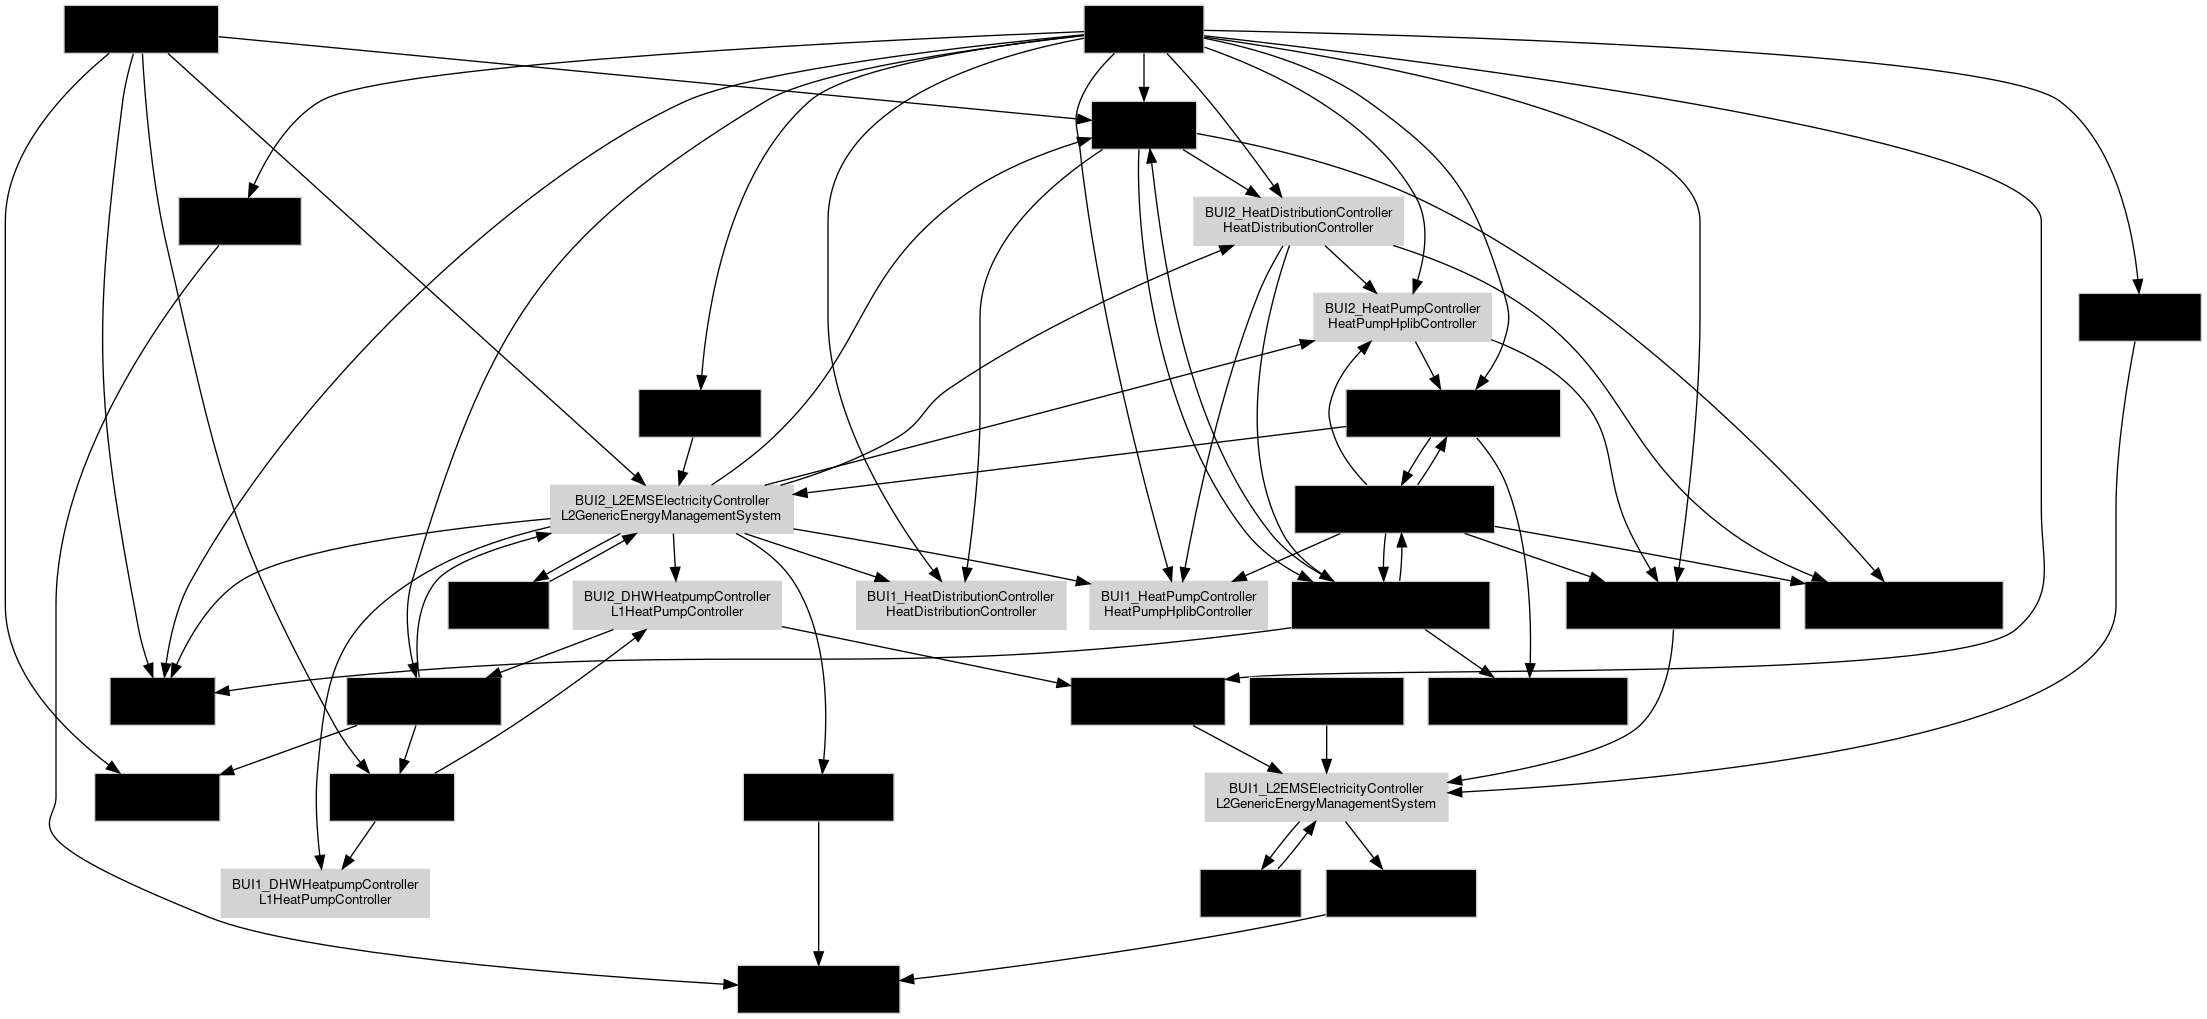 BUI2_HeatDistributionController
HeatDistributionController
BUI2_HeatPumpController
HeatPumpHplibController
BUI2_L2EMSElectricityController
L2GenericEnergyManagementSystem
BUI2_DHWHeatpumpController
L1HeatPumpController
BUI1_HeatDistributionController
HeatDistributionController
BUI1_HeatPumpController
HeatPumpHplibController
BUI1_L2EMSElectricityController
L2GenericEnergyManagementSystem
BUI1_DHWHeatpumpController
L1HeatPumpController